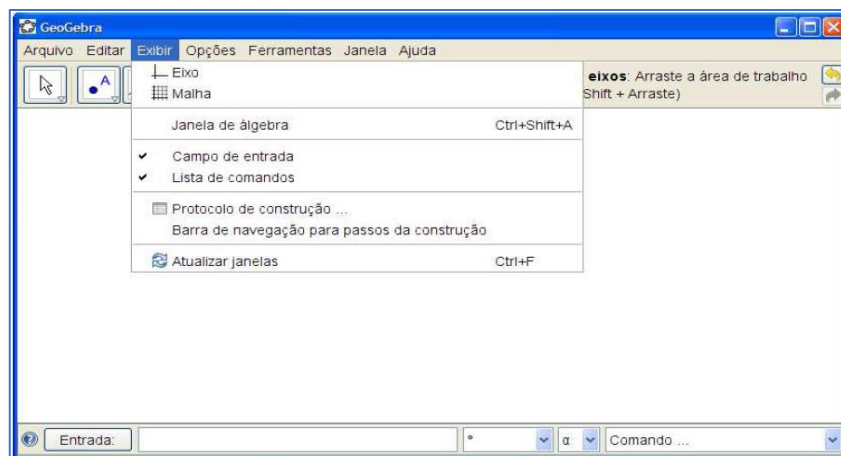 GeoGebra
Arquivo Editar Exibir Opções Ferramentas Janela Ajuda
A
Eixo
Malha
eixos: Arraste a área de trabalho
Shift + Arraste)
Janela de álgebra Ctrl+Shift+A
Campo de entrada
Lista de comandos
Protocolo de construção ...
Barra de navegação para passos da construção
Atualizar janelas Ctrl+F
Entrada: ° α Comando ...